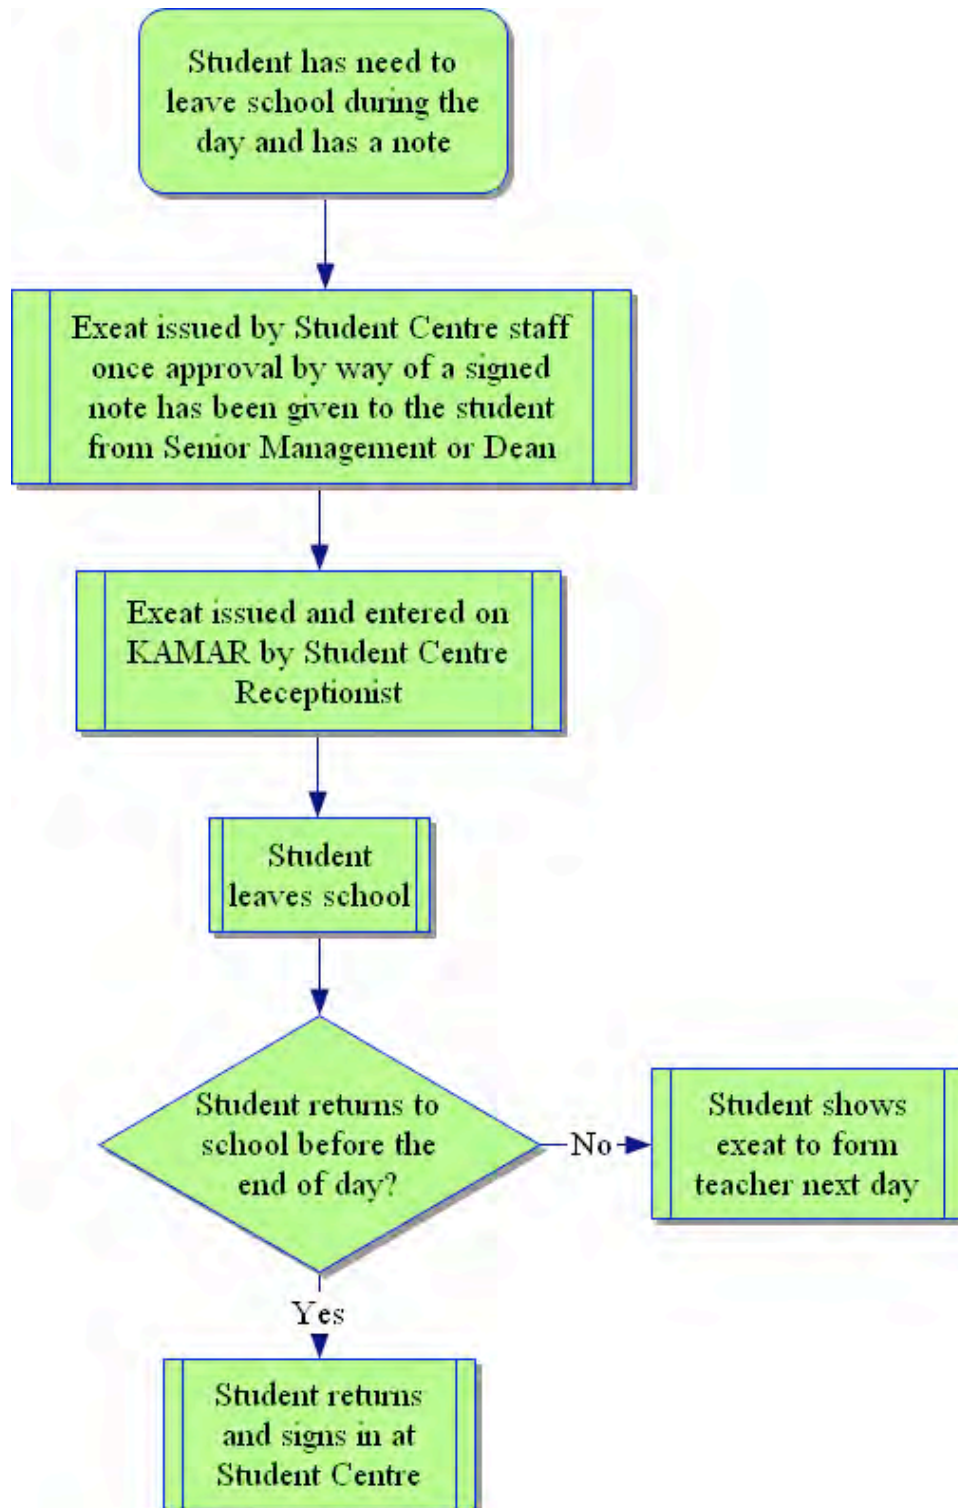 Student has need to
leave school during the
day and has a note
Exeat issued by Student Centre staff
once approval by way of a signed
note has been given to the student
from Senior Management or Dean
Exeat issued and entered on
KAMAR by Student Centre
Receptionist
Student
leaves school
Student returns to
school before the
end of day?
No
Student shows
exeat to form
teacher next day
Yes
Student returns
and signs in at
Student Centre